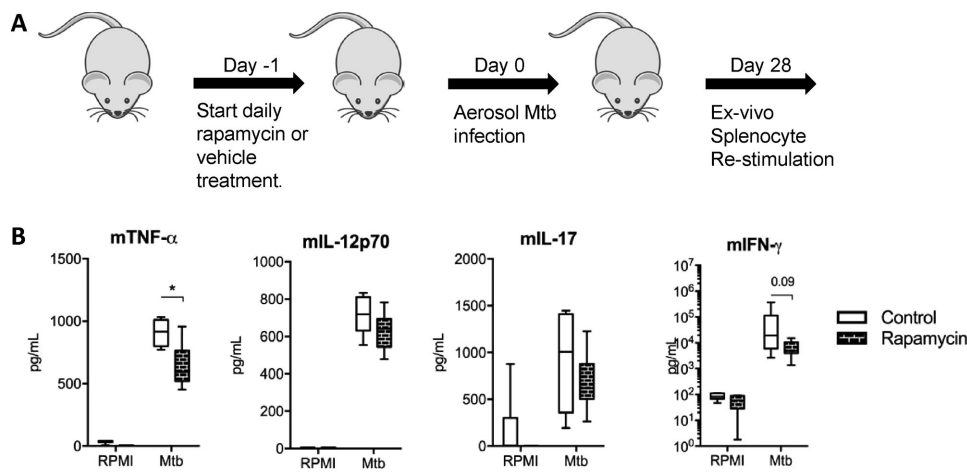 A
Day -1
Start daily
rapamycin or
vehicle
treatment.
Day 0
Aerosol Mtb
infection
Day 28
Ex-vivo
Splenocyte
Re-stimulation
B
mTNF-α
pg/mL
1500
1000
500
0
*
RPMI Mtb
mIL-12p70
pg/mL
1000
800
600
400
200
0
RPMI Mtb
mIL-17
pg/mL
2000
1500
1000
500
0
RPMI Mtb
mIFN-γ
pg/mL
10⁷
10⁶
10⁵
10⁴
10³
10²
10¹
10⁰
0.09
RPMI Mtb
Control
Rapamycin